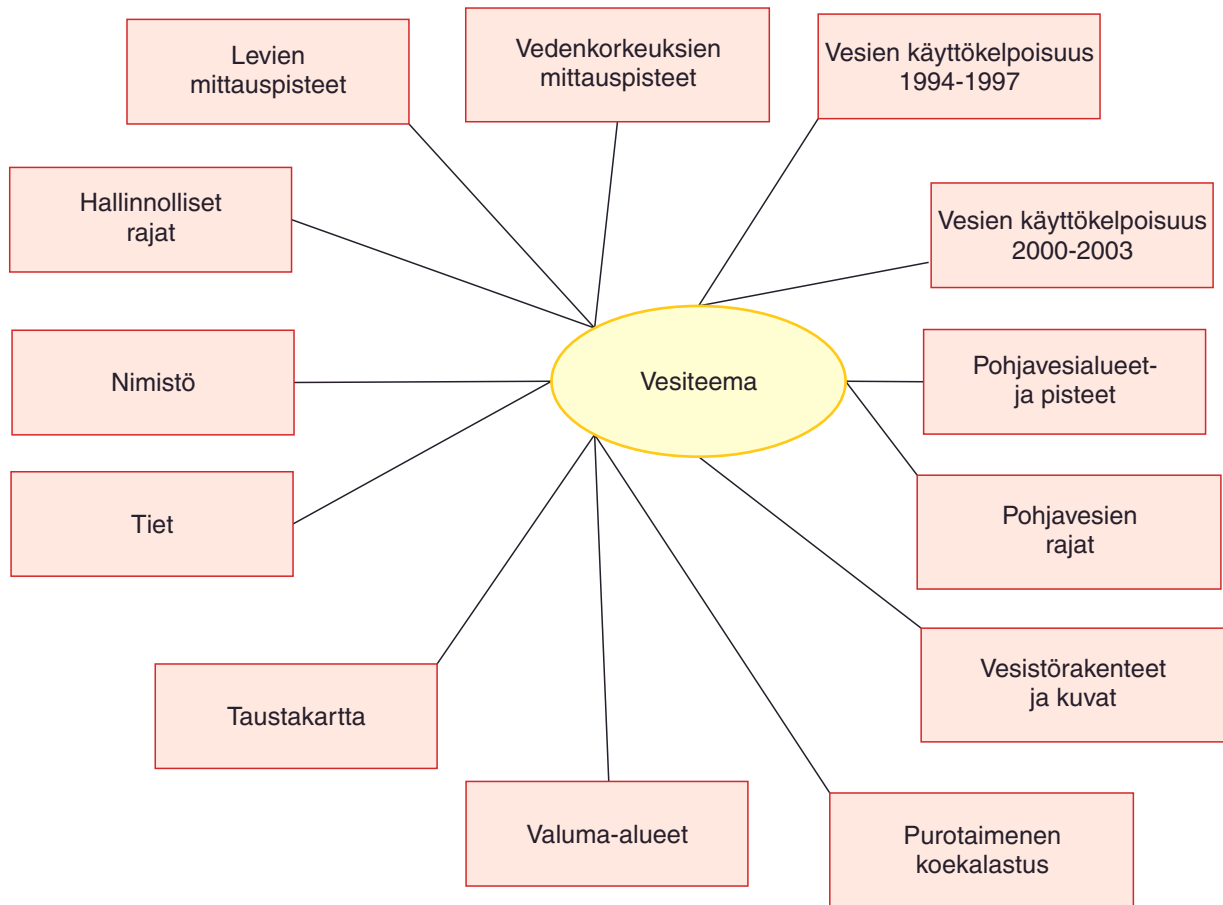 Levien
mittauspisteet
Vedenkorkeuksien
mittauspisteet
Vesien käyttökelpoisuus
1994-1997
Hallinnolliset
rajat
Vesien käyttökelpoisuus
2000-2003
Nimistö
Vesiteema
Pohjavesialueet-
ja pisteet
Tiet
Pohjavesien
rajat
Taustakartta
Vesistörakenteet
ja kuvat
Valuma-alueet
Purotaimenen
koekalastus